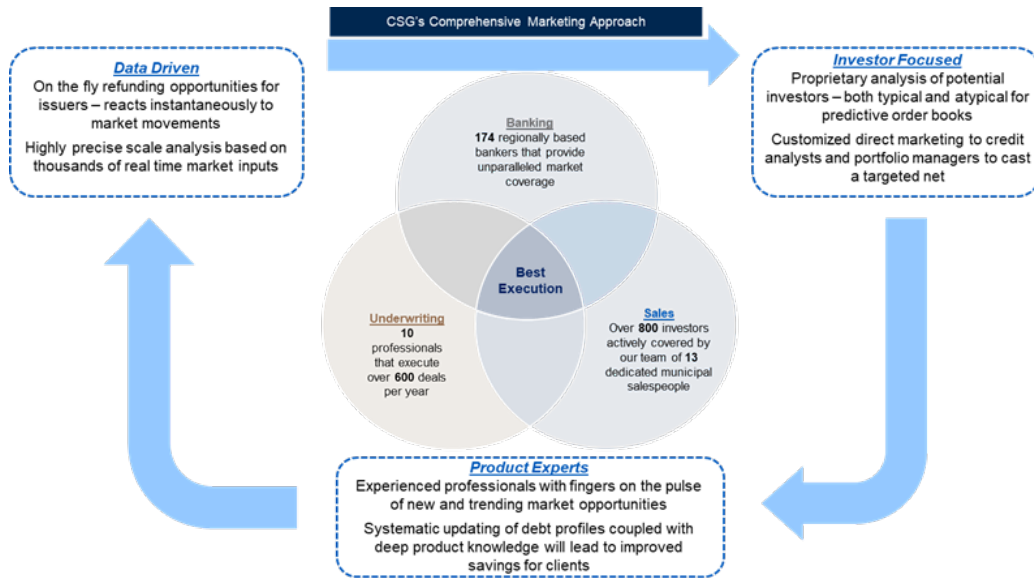 CSG's Comprehensive Marketing Approach
Data Driven
On the fly refunding opportunities for
issuers – reacts instantaneously to
market movements
Highly precise scale analysis based on
thousands of real time market inputs
Investor Focused
Proprietary analysis of potential
investors – both typical and atypical for
predictive order books
Customized direct marketing to credit
analysts and portfolio managers to cast
a targeted net
Banking
174 regionally based
bankers that provide
unparalleled market
coverage
Best
Execution
Underwriting
10
professionals
that execute
over 600 deals
per year
Sales
Over 800 investors
actively covered by
our team of 13
dedicated municipal
salespeople
Product Experts
Experienced professionals with fingers on the pulse
of new and trending market opportunities
Systematic updating of debt profiles coupled with
deep product knowledge will lead to improved
savings for clients